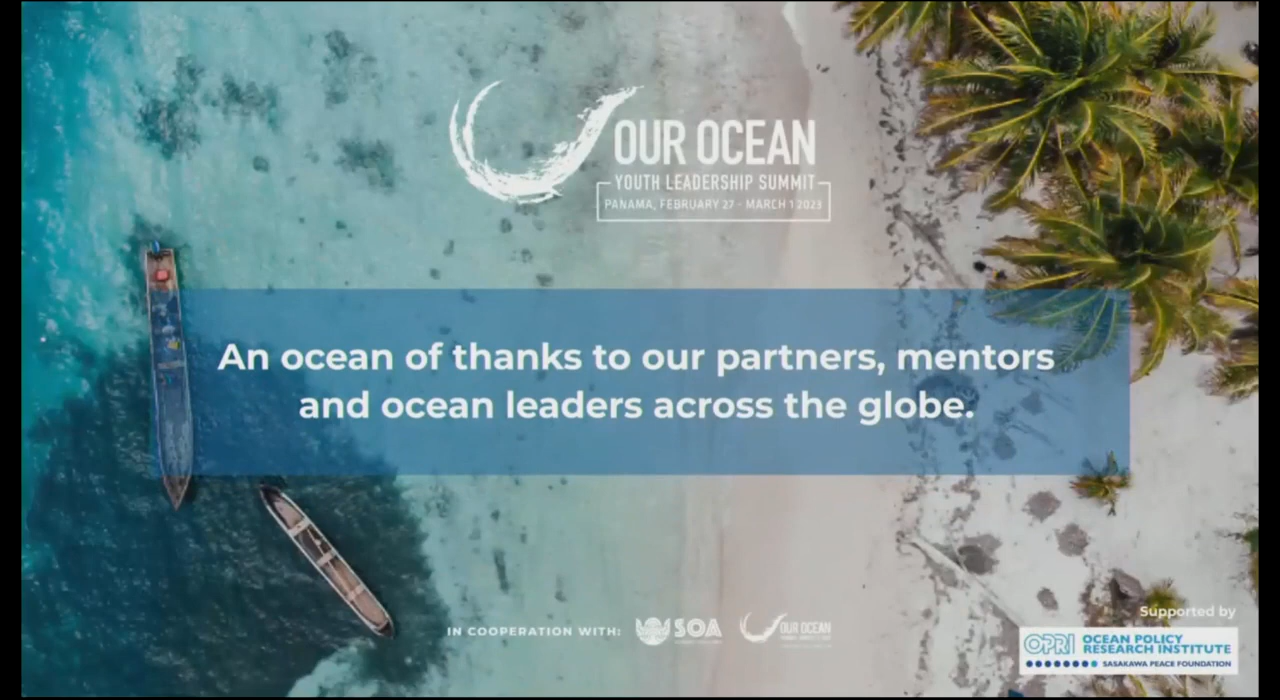 OUR OCEAN
YOUTH LEADERSHIP SUMMIT
PANAMA, FEBRUARY 27 - MARCH 1 2023
An ocean of thanks to our partners, mentors
and ocean leaders across the globe.
IN COOPERATION WITH:
SOA
OUR OCEAN
Supported by
OPRI
OCEAN POLICY
RESEARCH INSTITUTE
SASAKAWA PEACE FOUNDATION